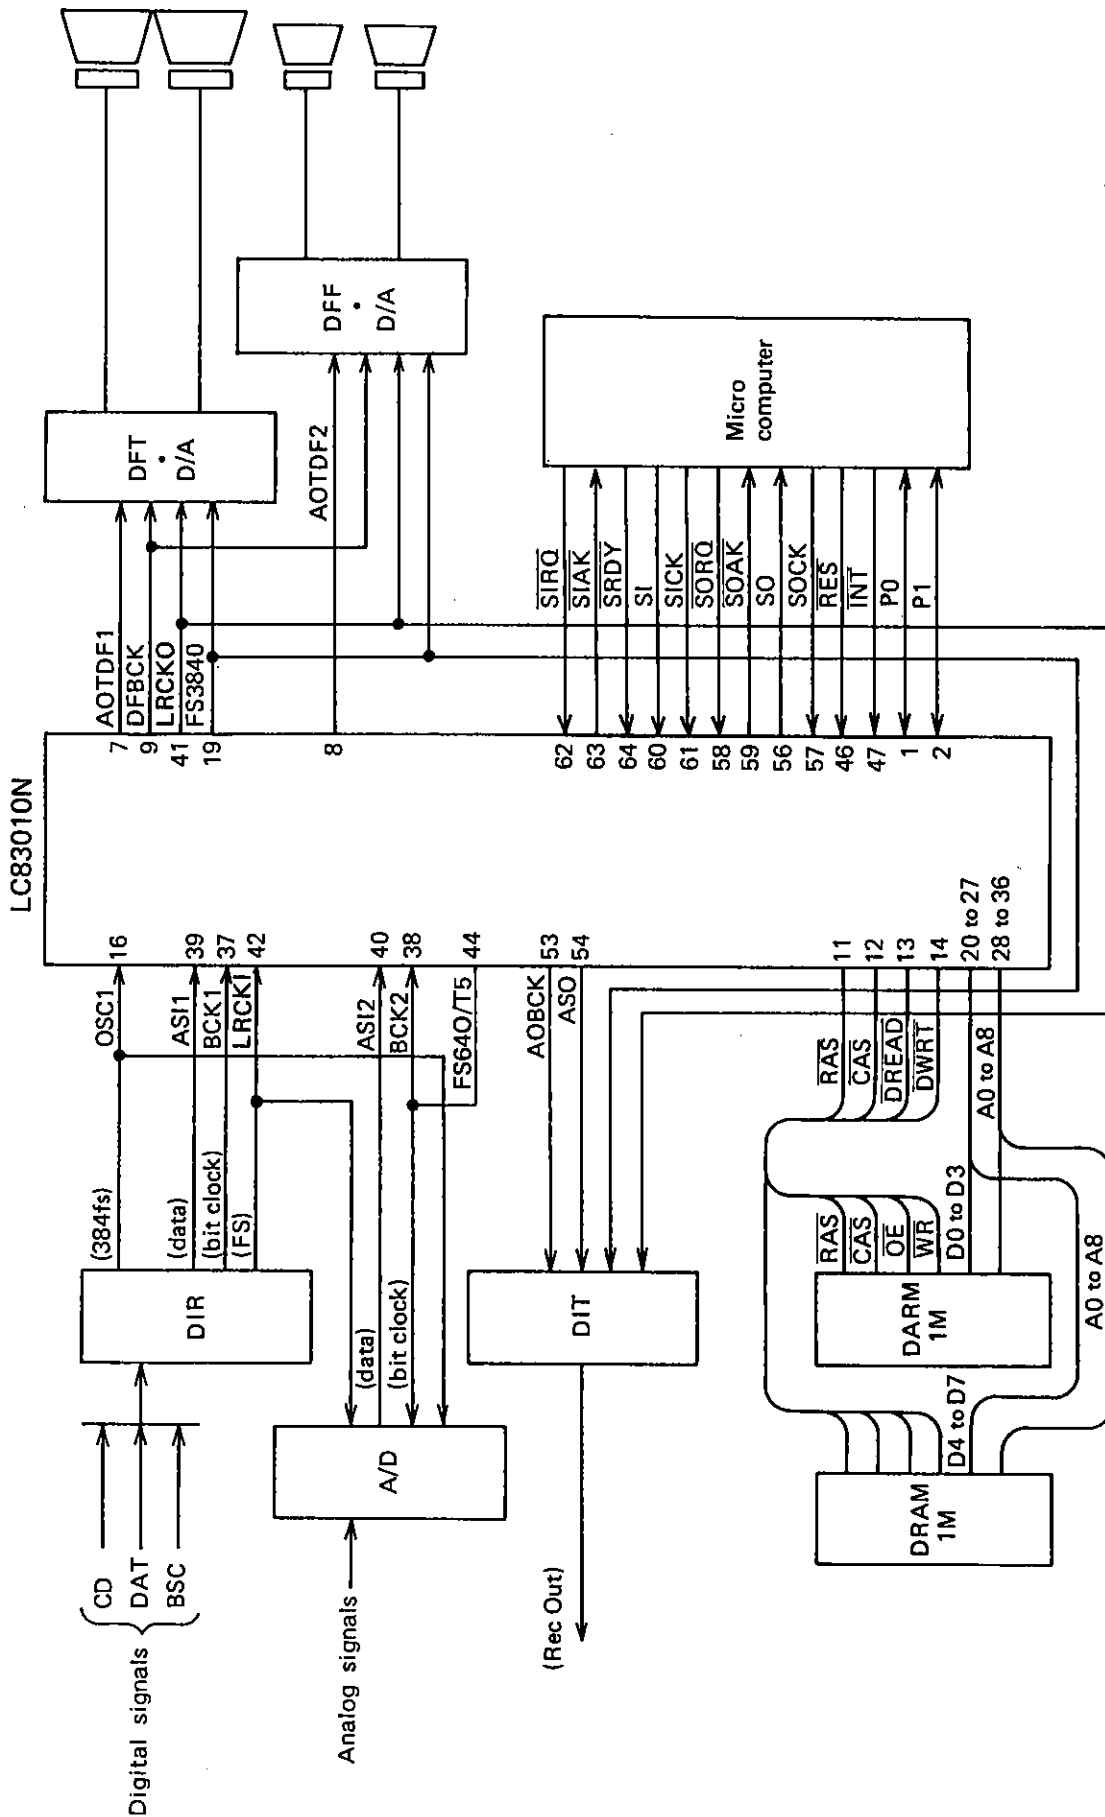 LC83010N
Digital signals
CD
DAT
BSC
DIR
(384fs)
(data)
(bit clock)
(FS)
OSC1
ASI1
BCK1
LRCKI
16
39
37
42
Analog signals
A/D
(data)
(bit clock)
ASI2
BCK2
FS64O/T5
40
38
44
(Rec Out)
DIT
AOBCK
ASO
53
54
DRAM
1M
D4 to D7
DARM
1M
RAS
CAS
OE
WR
D0 to D3
A0 to A8
RAS
CAS
DREAD
DWRT
A0 to A8
11
12
13
14
20 to 27
28 to 36
7
9
41
19
AOTDF1
DFBCK
LRCKO
FS384O
DFT
•
D/A
8
AOTDF2
DFF
•
D/A
62
63
64
60
61
58
59
56
57
46
47
1
2
SIRQ
SIAK
SRDY
SI
SICK
SORQ
SOAK
SO
SOCK
RES
INT
P0
P1
Micro
computer